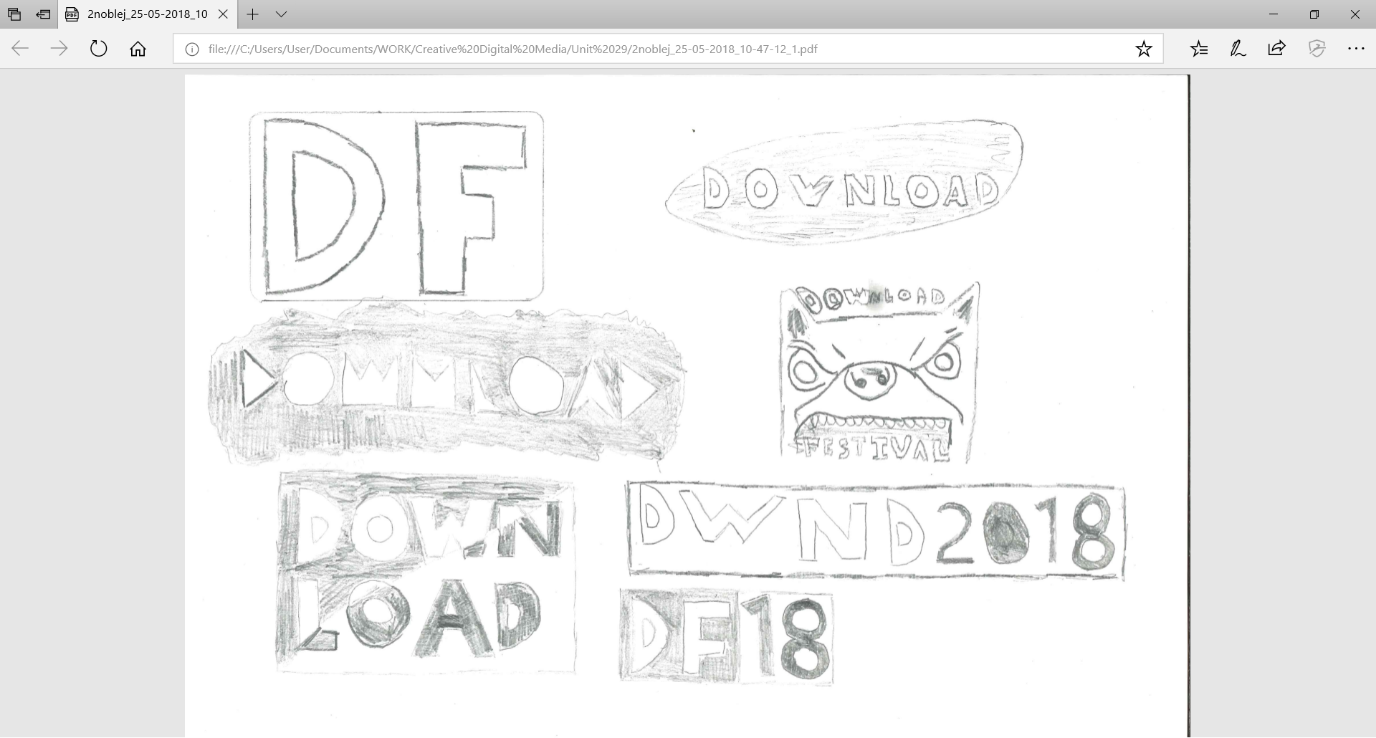 2noblej_25-05-2018_10
file:///C:/Users/User/Documents/WORK/Creative%20Digital%20Media/Unit%2029/2noblej_25-05-2018_10-47-12_1.pdf
DF
DOWNLOAD
DOWNLOAD
FESTIVAL
DOWNLOAD
DOWN
LOAD
DWND2018
DF18